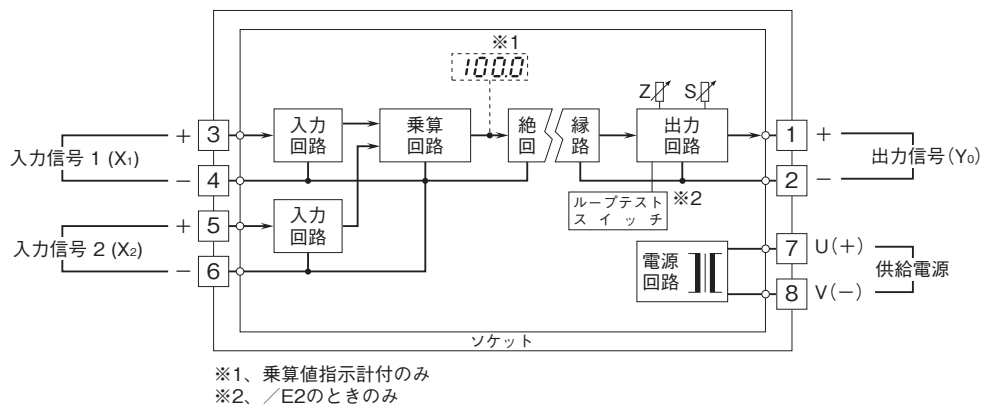 ※1
100.0
Z S
+ 3 入力回路 乗算回路 絶縁回路 出力回路 1 +
入力信号 1 (X1) 出力信号(Y0)
− 4 2 −
ループテスト
スイッチ
※2
+ 5 入力回路
入力信号 2 (X2)
− 6
電源回路
7 U(+)
供給電源
8 V(−)
ソケット
※1、乗算値指示計付のみ
※2、／E2のときのみ